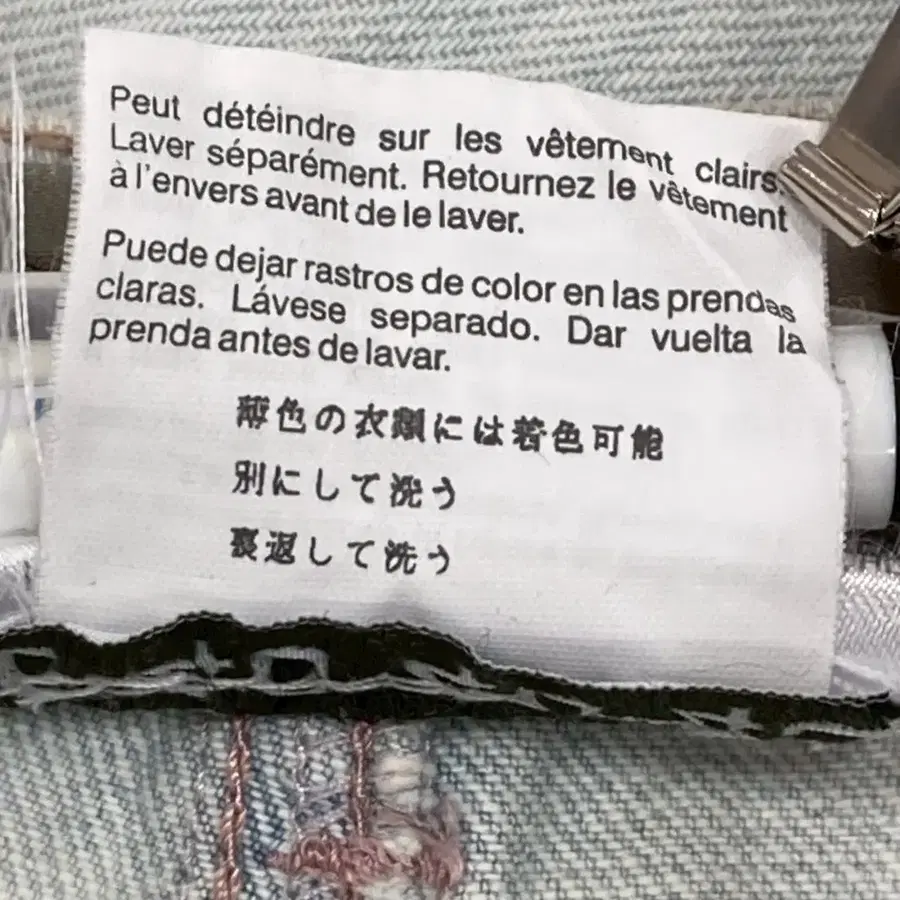 Peut détéindre sur les vêtement clairs.
Laver séparément. Retournez le vêtement
à l'envers avant de le laver.
Puede dejar rastros de color en las prendas
claras. Lávese separado. Dar vuelta la
prenda antes de lavar.
薄色の衣類には着色可能
別にして洗う
裏返して洗う